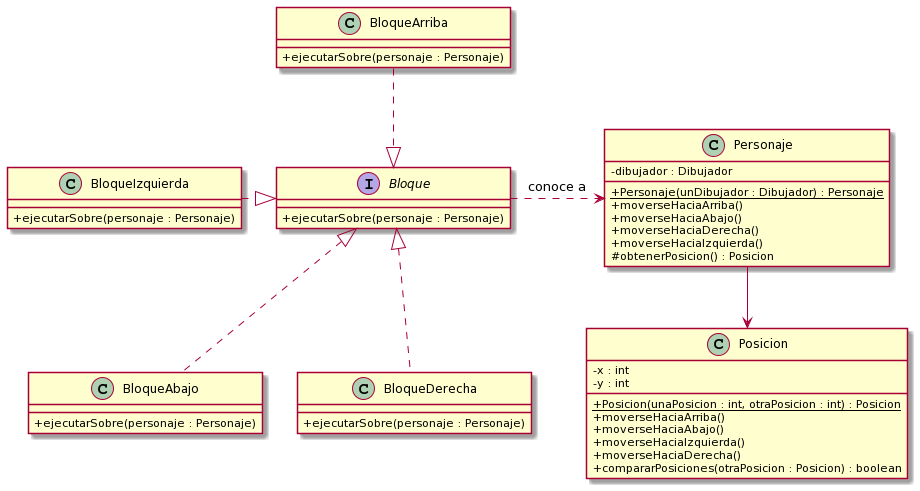 C BloqueArriba
+ejecutarSobre(personaje : Personaje)
C BloqueIzquierda
+ejecutarSobre(personaje : Personaje)
I Bloque
+ejecutarSobre(personaje : Personaje)
conoce a
C Personaje
-dibujador : Dibujador
+Personaje(unDibujador : Dibujador) : Personaje
+moverseHaciaArriba()
+moverseHaciaAbajo()
+moverseHaciaDerecha()
+moverseHaciaIzquierda()
#obtenerPosicion() : Posicion
C BloqueAbajo
+ejecutarSobre(personaje : Personaje)
C BloqueDerecha
+ejecutarSobre(personaje : Personaje)
C Posicion
-x : int
-y : int
+Posicion(unaPosicion : int, otraPosicion : int) : Posicion
+moverseHaciaArriba()
+moverseHaciaAbajo()
+moverseHaciaIzquierda()
+moverseHaciaDerecha()
+compararPosiciones(otraPosicion : Posicion) : boolean